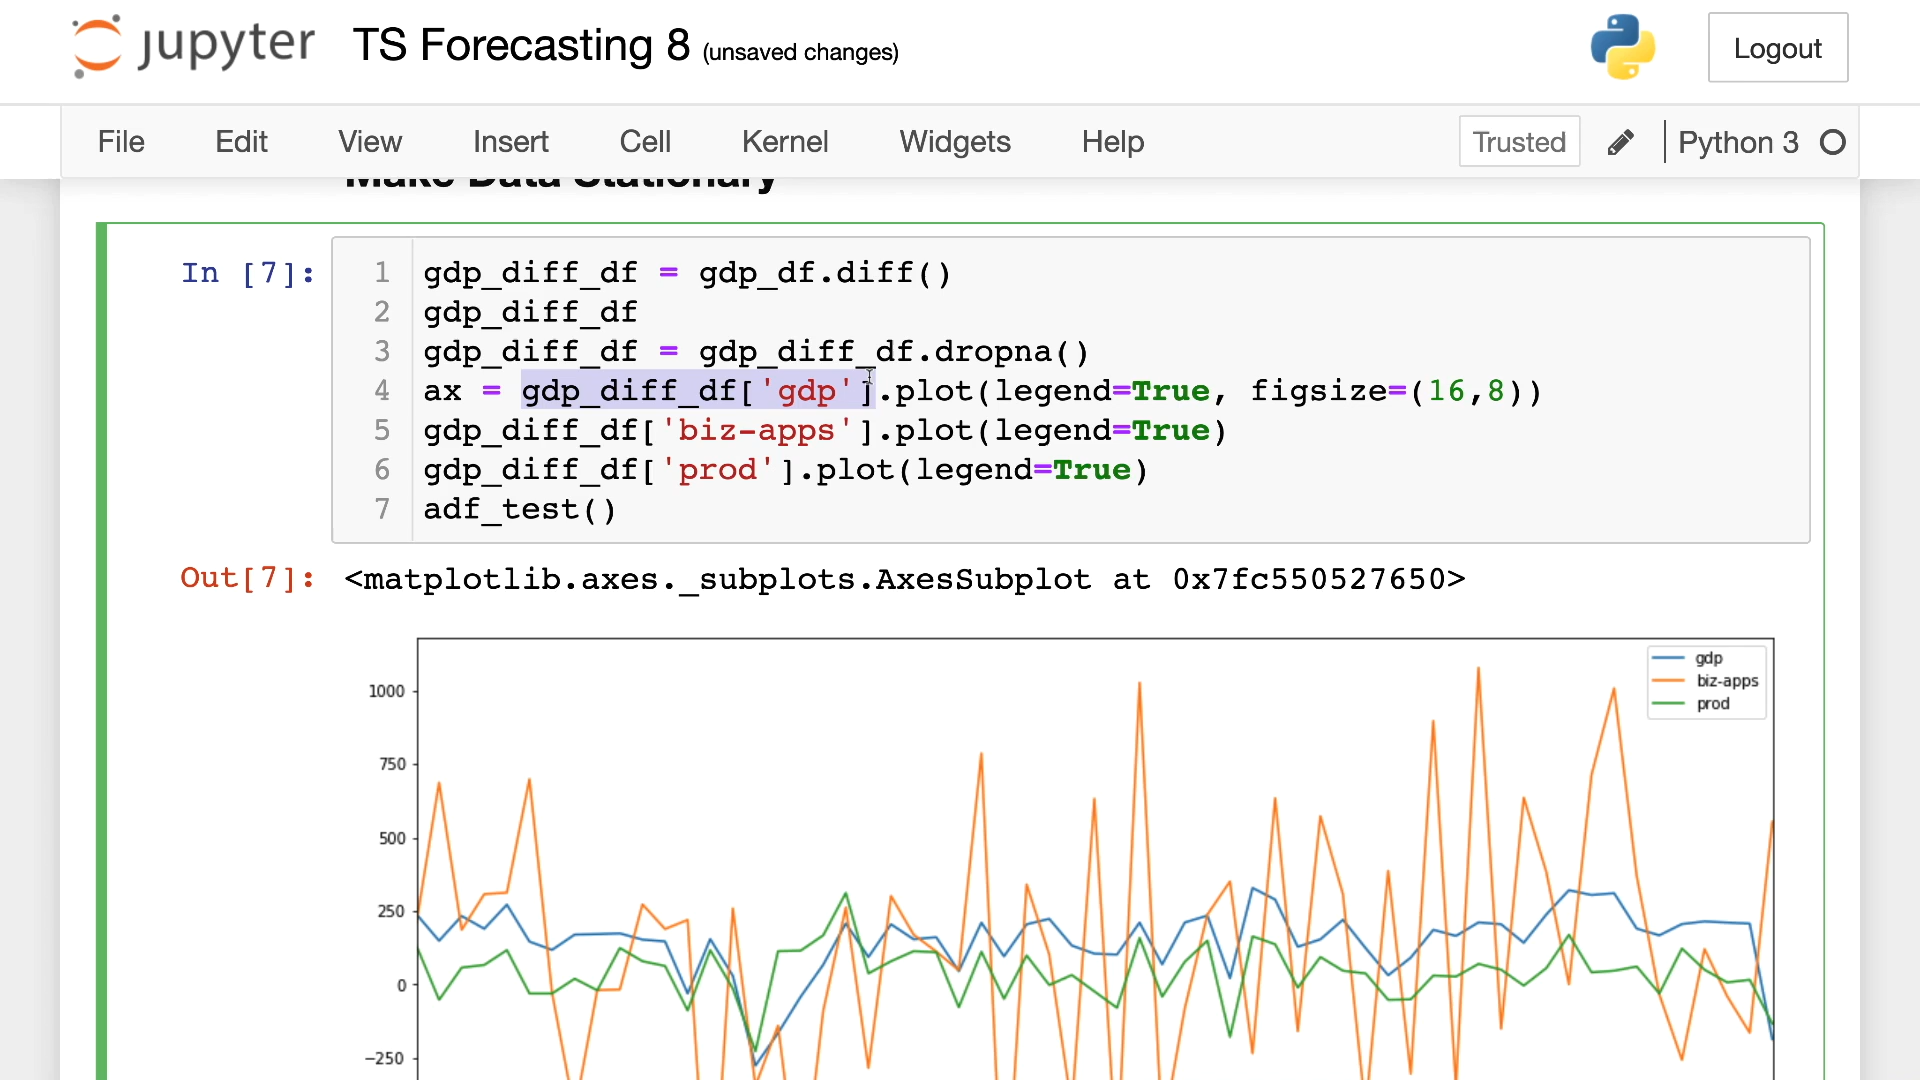 jupyter TS Forecasting 8 (unsaved changes) Logout
File Edit View Insert Cell Kernel Widgets Help Trusted Python 3
Make Data Stationary
In [7]:
1 gdp_diff_df = gdp_df.diff()
2 gdp_diff_df
3 gdp_diff_df = gdp_diff_df.dropna()
4 ax = gdp_diff_df['gdp'].plot(legend=True, figsize=(16,8))
5 gdp_diff_df['biz-apps'].plot(legend=True)
6 gdp_diff_df['prod'].plot(legend=True)
7 adf_test()
Out[7]: <matplotlib.axes._subplots.AxesSubplot at 0x7fc550527650>
gdp
biz-apps
prod
1000
750
500
250
0
−250